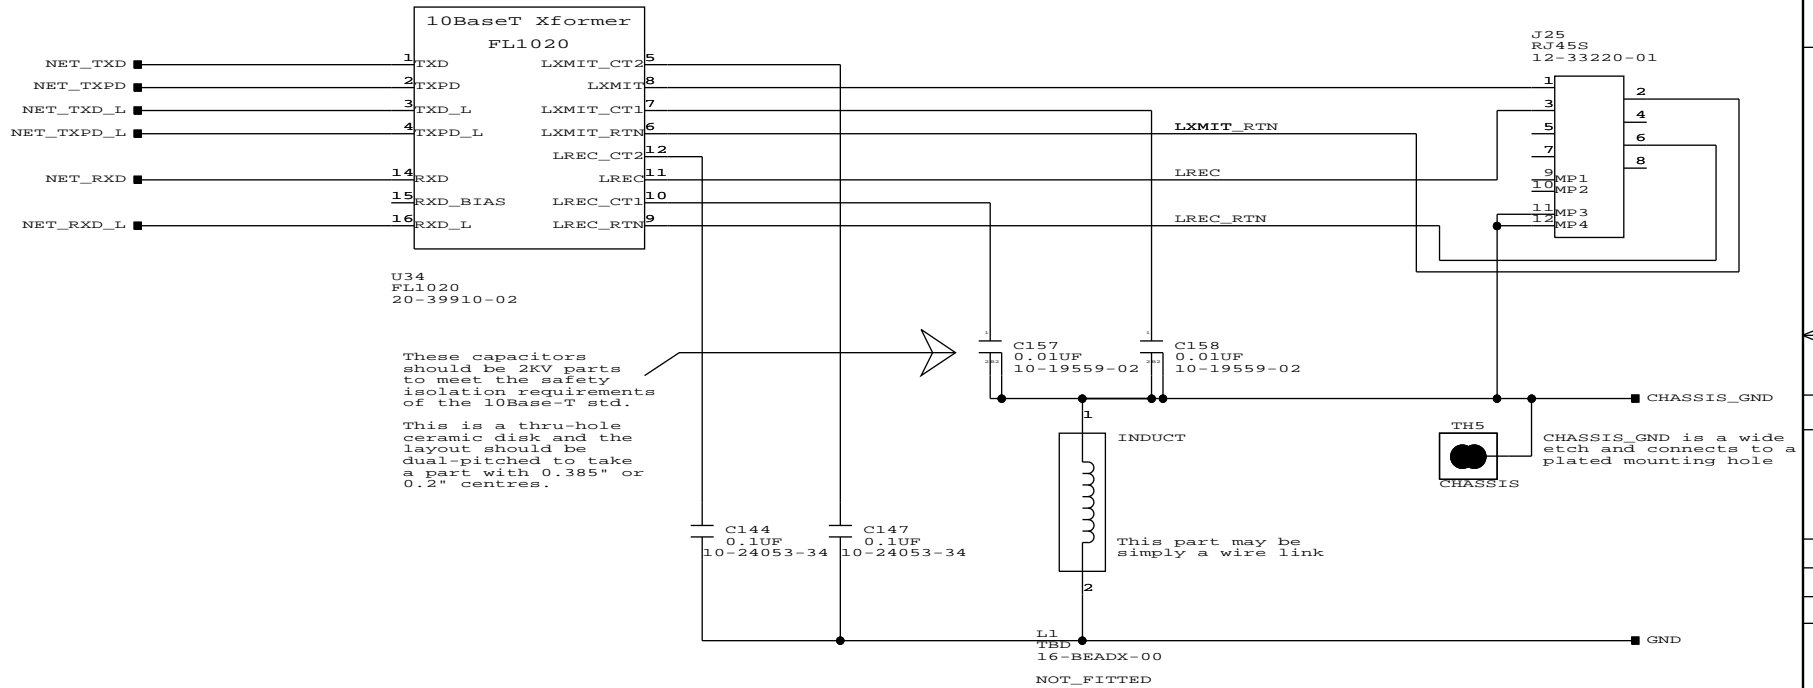 10BaseT Xformer
FL1020
NET_TXD
1
TXD
LXMIT_CT2
5
NET_TXPD
2
TXPD
LXMIT
8
NET_TXD_L
3
TXD_L
LXMIT_CT1
7
NET_TXPD_L
4
TXPD_L
LXMIT_RTN
6
LXMIT_RTN
LREC_CT2
12
NET_RXD
14
RXD
LREC
11
LREC
15
RXD_BIAS
LREC_CT1
10
NET_RXD_L
16
RXD_L
LREC_RTN
9
LREC_RTN
U34
FL1020
20-39910-02
J25
RJ45S
12-33220-01
1
2
3
4
5
6
7
8
9
MP1
10
MP2
11
MP3
12
MP4
These capacitors
should be 2KV parts
to meet the safety
isolation requirements
of the 10Base-T std.
This is a thru-hole
ceramic disk and the
layout should be
dual-pitched to take
a part with 0.385" or
0.2" centres.
1
C157
0.01UF
10-19559-02
1
C158
0.01UF
10-19559-02
CHASSIS_GND
1
INDUCT
TH5
CHASSIS
CHASSIS_GND is a wide
etch and connects to a
plated mounting hole
C144
0.1UF
10-24053-34
C147
0.1UF
10-24053-34
This part may be
simply a wire link
2
L1
TBD
16-BEADX-00
NOT_FITTED
GND